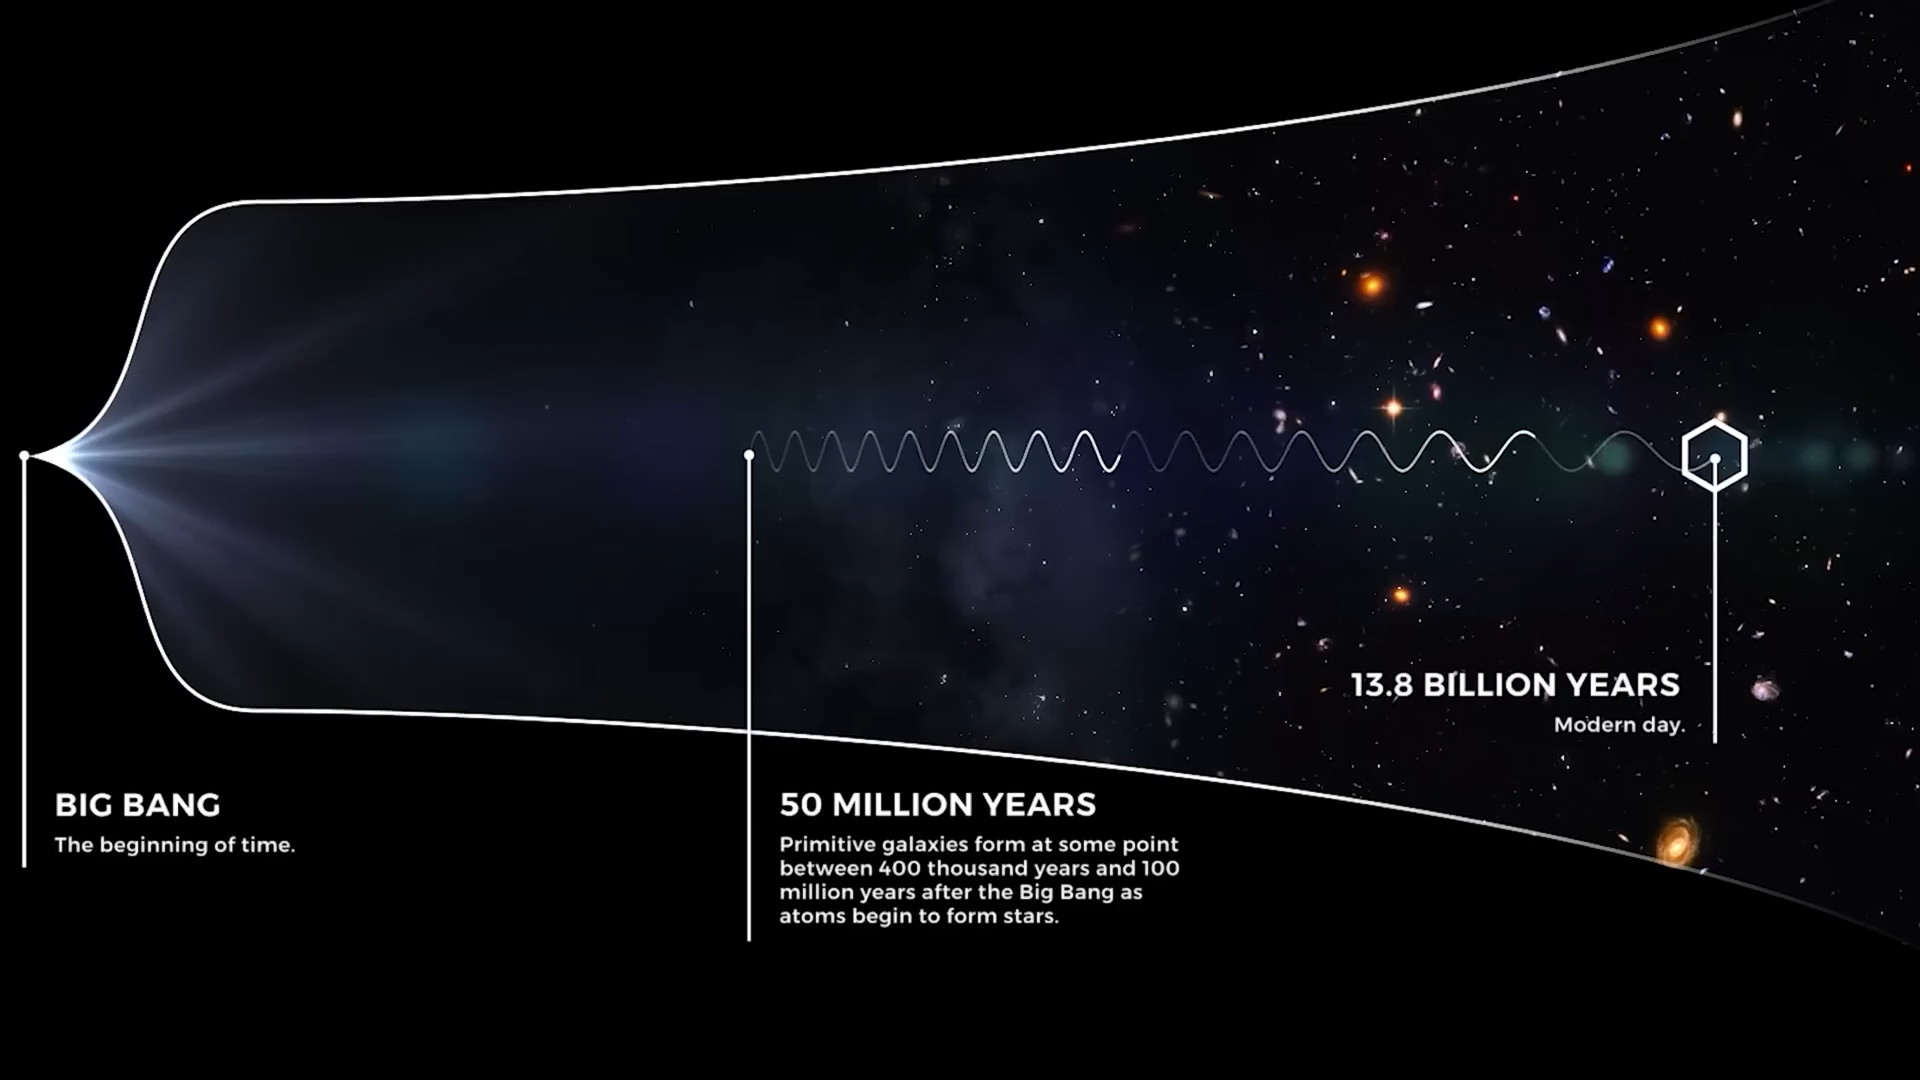 BIG BANG
The beginning of time.
50 MILLION YEARS
Primitive galaxies form at some point
between 400 thousand years and 100
million years after the Big Bang as
atoms begin to form stars.
13.8 BILLION YEARS
Modern day.